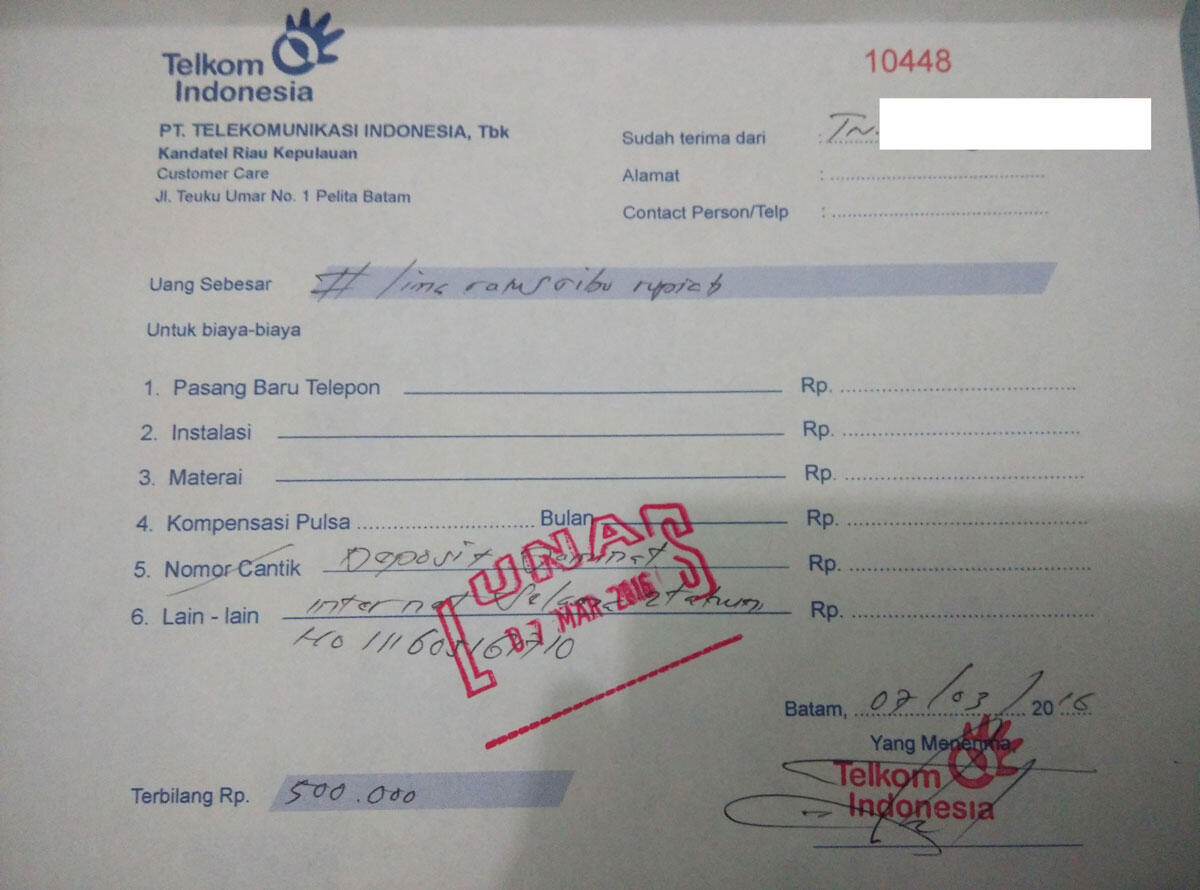 Telkom
Indonesia
10448
PT. TELEKOMUNIKASI INDONESIA, Tbk
Kandatel Riau Kepulauan
Customer Care
Jl. Teuku Umar No. 1 Pelita Batam
Sudah terima dari : Tn.
Alamat :
Contact Person/Telp :
Uang Sebesar # lima ratus ribu rupiah
Untuk biaya-biaya
1. Pasang Baru Telepon Rp.
2. Instalasi Rp.
3. Materai Rp.
4. Kompensasi Pulsa Bulan Rp.
5. Nomor Cantik Deposit Rp.
6. Lain - lain internet Rp.
LUNAS
07 MAR 2016
Batam, 07/03/2016
Yang Menerima,
Telkom
Indonesia
Terbilang Rp. 500.000